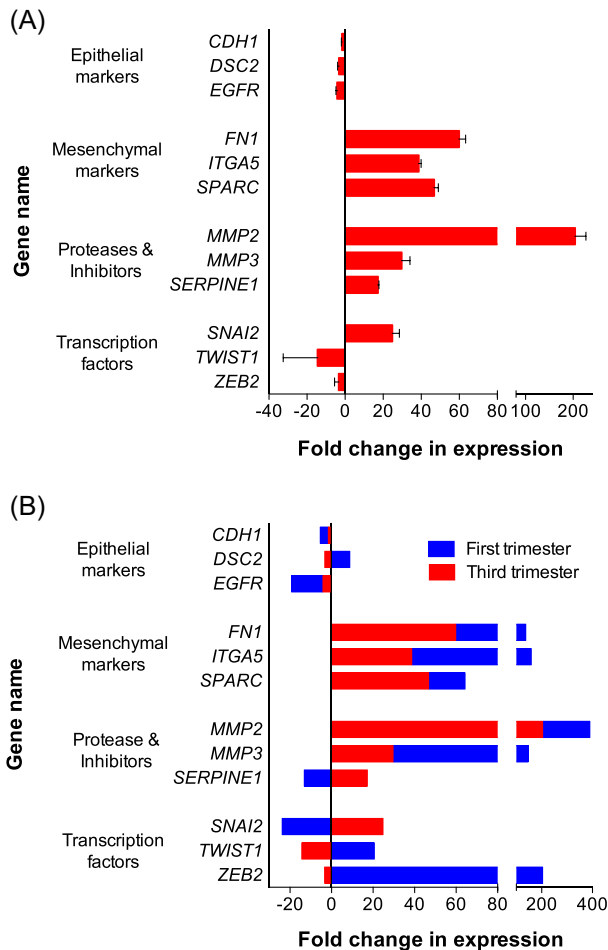 (A)
Gene name
Epithelial
markers
CDH1
DSC2
EGFR
Mesenchymal
markers
FN1
ITGA5
SPARC
Proteases &
Inhibitors
MMP2
MMP3
SERPINE1
Transcription
factors
SNAI2
TWIST1
ZEB2
-40 -20 0 20 40 60 80 100 200
Fold change in expression
(B)
Gene name
Epithelial
markers
CDH1
DSC2
EGFR
First trimester
Third trimester
Mesenchymal
markers
FN1
ITGA5
SPARC
Protease &
Inhibitors
MMP2
MMP3
SERPINE1
Transcription
factors
SNAI2
TWIST1
ZEB2
-20 0 20 40 60 80 100 200 400
Fold change in expression